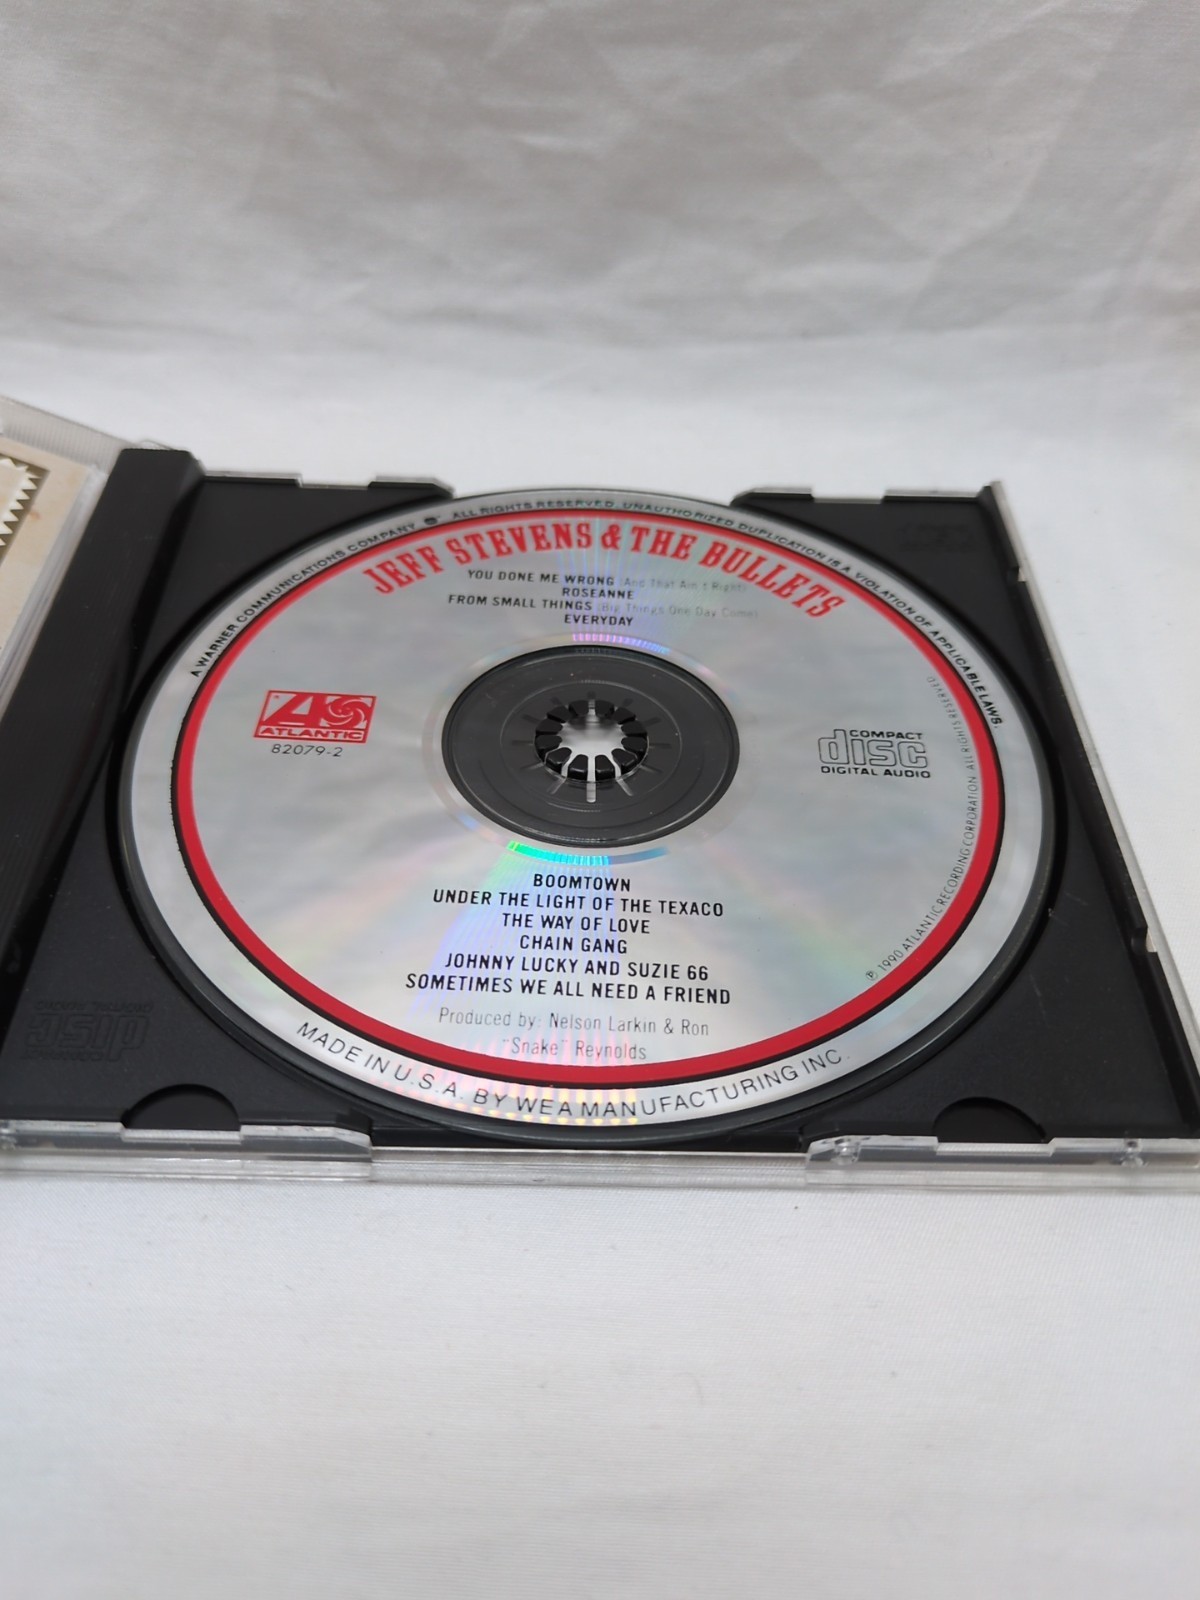 A WARNER COMMUNICATIONS COMPANY ALL RIGHTS RESERVED. UNAUTHORIZED DUPLICATION IS A VIOLATION OF APPLICABLE LAWS.
JEFF STEVENS & THE BULLETS
YOU DONE ME WRONG (And That Ain't Right)
ROSEANNE
FROM SMALL THINGS (Big Things One Day Come)
EVERYDAY
ATLANTIC
82079-2
COMPACT
disc
DIGITAL AUDIO
BOOMTOWN
UNDER THE LIGHT OF THE TEXACO
THE WAY OF LOVE
CHAIN GANG
JOHNNY LUCKY AND SUZIE 66
SOMETIMES WE ALL NEED A FRIEND
Produced by: Nelson Larkin & Ron
"Snake" Reynolds
℗ 1990 ATLANTIC RECORDING CORPORATION. ALL RIGHTS RESERVED
MADE IN U.S.A. BY WEA MANUFACTURING INC.
disc